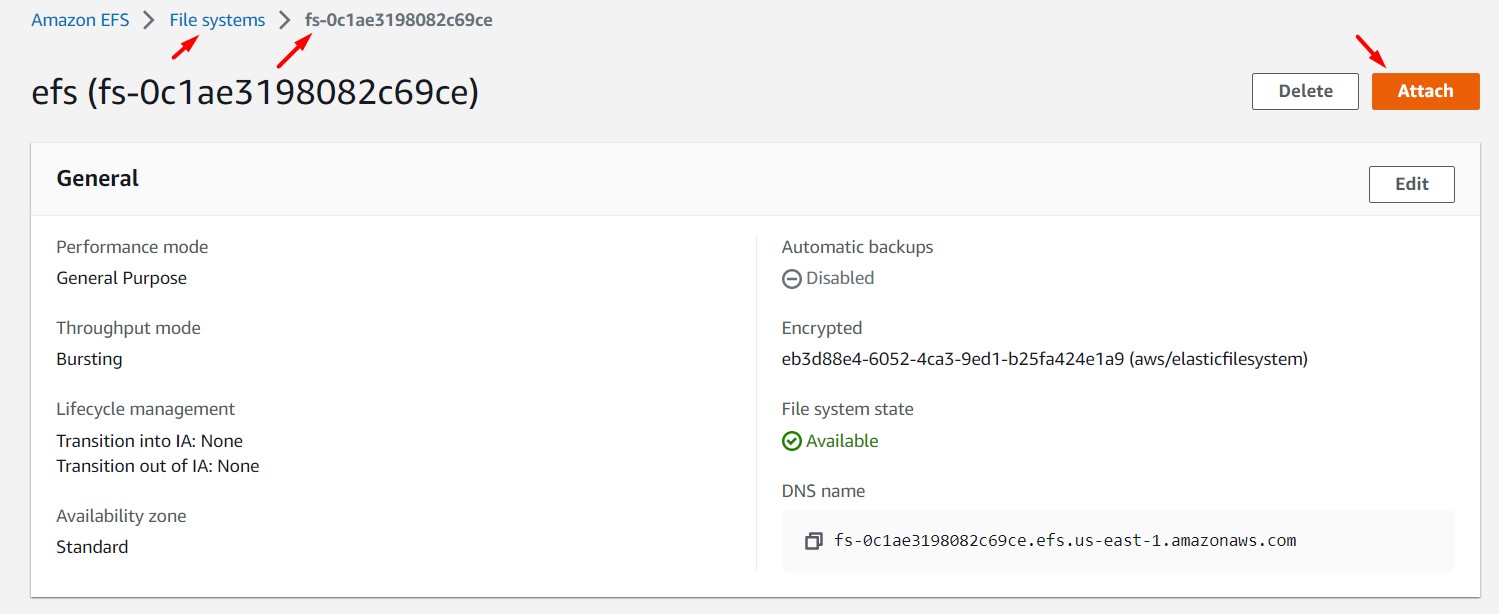 Amazon EFS > File systems > fs-0c1ae3198082c69ce
efs (fs-0c1ae3198082c69ce)
Delete
Attach
General
Edit
Performance mode
General Purpose
Throughput mode
Bursting
Lifecycle management
Transition into IA: None
Transition out of IA: None
Availability zone
Standard
Automatic backups
Disabled
Encrypted
eb3d88e4-6052-4ca3-9ed1-b25fa424e1a9 (aws/elasticfilesystem)
File system state
Available
DNS name
fs-0c1ae3198082c69ce.efs.us-east-1.amazonaws.com